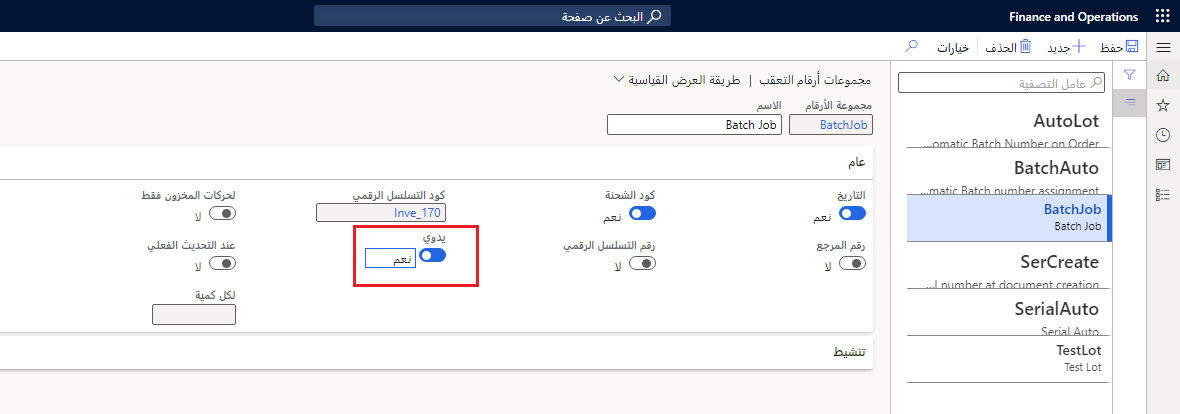 Finance and Operations
البحث عن صفحة
حفظ
جديد
الحذف
خيارات
عامل التصفية
AutoLot
...omatic Batch Number on Order
BatchAuto
...matic Batch number assignment
BatchJob
Batch Job
SerCreate
...l number at document creation
SerialAuto
Serial Auto
TestLot
Test Lot
مجموعات أرقام التعقب | طريقة العرض القياسية
مجموعة الأرقام
BatchJob
الاسم
Batch Job
عام
التاريخ
نعم
رقم المرجع
لا
كود الشحنة
نعم
رقم التسلسل الرقمي
لا
كود التسلسل الرقمي
Inve_170
يدوي
نعم
لحركات المخزون فقط
لا
عند التحديث الفعلي
لا
لكل كمية
تنشيط